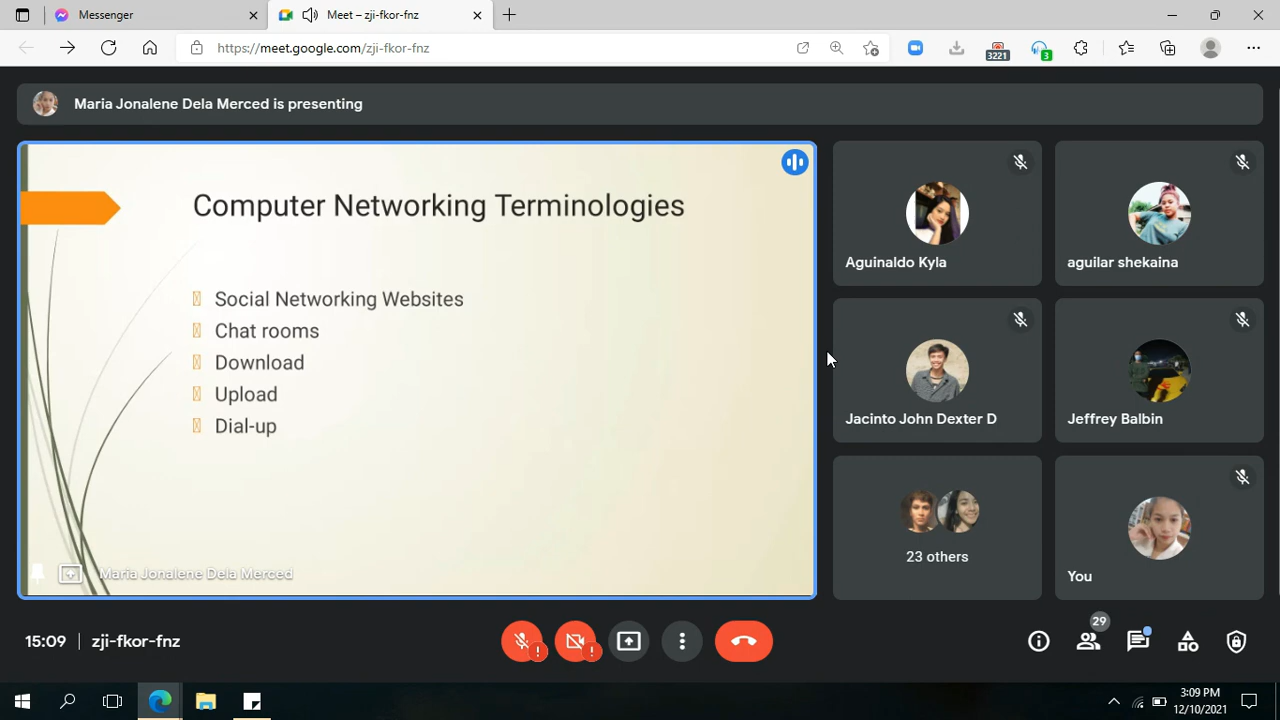 Messenger
Meet – zji-fkor-fnz
https://meet.google.com/zji-fkor-fnz
3221
3
Maria Jonalene Dela Merced is presenting
Computer Networking Terminologies
Social Networking Websites
Chat rooms
Download
Upload
Dial-up
Maria Jonalene Dela Merced
Aguinaldo Kyla
aguilar shekaina
Jacinto John Dexter D
Jeffrey Balbin
23 others
You
15:09
zji-fkor-fnz
29
3:09 PM
12/10/2021